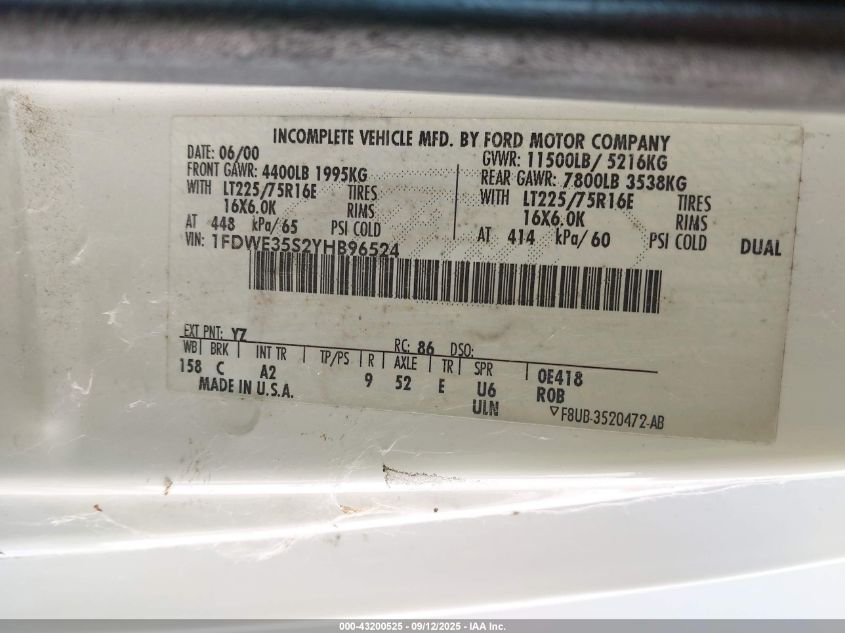 INCOMPLETE VEHICLE MFD. BY FORD MOTOR COMPANY
DATE: 06/00 GVWR: 11500LB/ 5216KG
FRONT GAWR: 4400LB 1995KG REAR GAWR: 7800LB 3538KG
WITH LT225/75R16E TIRES WITH LT225/75R16E TIRES
16X6.0K RIMS 16X6.0K RIMS
AT 448 kPa/65 PSI COLD AT 414 kPa/60 PSI COLD DUAL
VIN: 1FDWE35S2YHB96524
EXT PNT: YZ RC: 86 DSO:
WB BRK INT TR TP/PS R AXLE TR SPR
158 C A2 9 52 E U6 0E418
MADE IN U.S.A. ULN ROB
F8UB-3520472-AB
000-43200525 - 09/12/2025 - IAA Inc.